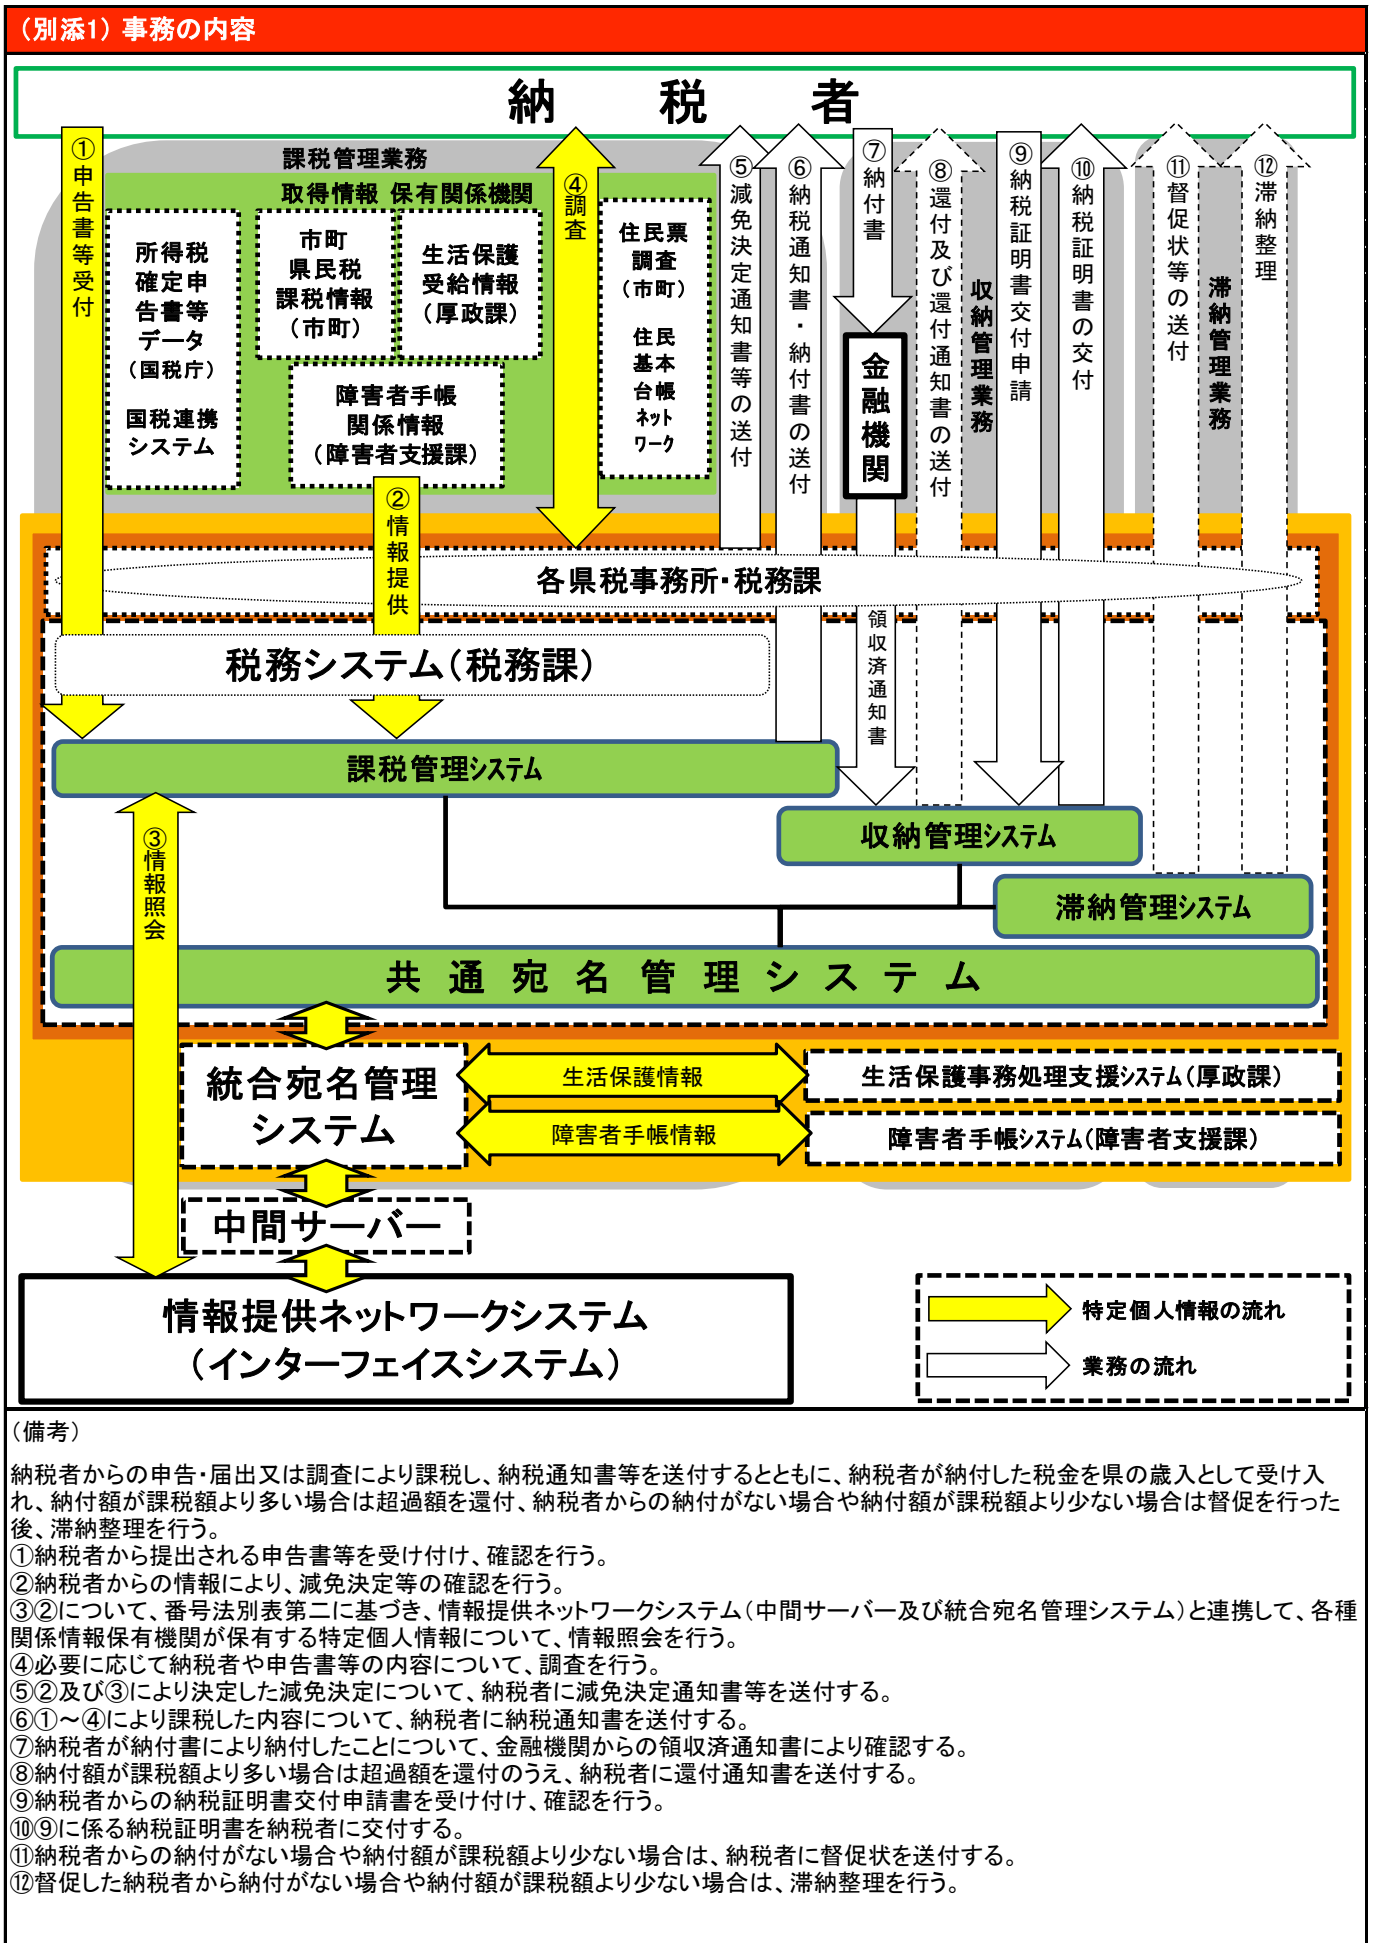 （別添1）事務の内容
納　税　者
①申告書等受付
課税管理業務
取得情報 保有関係機関
所得税
確定申
告書等
データ
（国税庁）
国税連携
システム
市町
県民税
課税情報
（市町）
生活保護
受給情報
（厚政課）
障害者手帳
関係情報
（障害者支援課）
②情報提供
④調査
住民票
調査
（市町）
住民
基本
台帳
ネット
ワーク
⑤減免決定通知書等の送付
⑥納税通知書・納付書の送付
⑦納付書
金融機関
領収済通知書
⑧還付及び還付通知書の送付
収納管理業務
⑨納税証明書交付申請
⑩納税証明書の交付
⑪督促状等の送付
滞納管理業務
⑫滞納整理
各県税事務所・税務課
税務システム（税務課）
課税管理システム
③情報照会
収納管理システム
滞納管理システム
共通宛名管理システム
統合宛名管理
システム
生活保護情報
生活保護事務処理支援システム（厚政課）
障害者手帳情報
障害者手帳システム（障害者支援課）
中間サーバー
情報提供ネットワークシステム
（インターフェイスシステム）
特定個人情報の流れ
業務の流れ
（備考）
納税者からの申告・届出又は調査により課税し、納税通知書等を送付するとともに、納税者が納付した税金を県の歳入として受け入
れ、納付額が課税額より多い場合は超過額を還付、納税者からの納付がない場合や納付額が課税額より少ない場合は督促を行った
後、滞納整理を行う。
①納税者から提出される申告書等を受け付け、確認を行う。
②納税者からの情報により、減免決定等の確認を行う。
③②について、番号法別表第二に基づき、情報提供ネットワークシステム（中間サーバー及び統合宛名管理システム）と連携して、各種
関係情報保有機関が保有する特定個人情報について、情報照会を行う。
④必要に応じて納税者や申告書等の内容について、調査を行う。
⑤②及び③により決定した減免決定について、納税者に減免決定通知書等を送付する。
⑥①～④により課税した内容について、納税者に納税通知書を送付する。
⑦納税者が納付書により納付したことについて、金融機関からの領収済通知書により確認する。
⑧納付額が課税額より多い場合は超過額を還付のうえ、納税者に還付通知書を送付する。
⑨納税者からの納税証明書交付申請書を受け付け、確認を行う。
⑩⑨に係る納税証明書を納税者に交付する。
⑪納税者からの納付がない場合や納付額が課税額より少ない場合は、納税者に督促状を送付する。
⑫督促した納税者から納付がない場合や納付額が課税額より少ない場合は、滞納整理を行う。